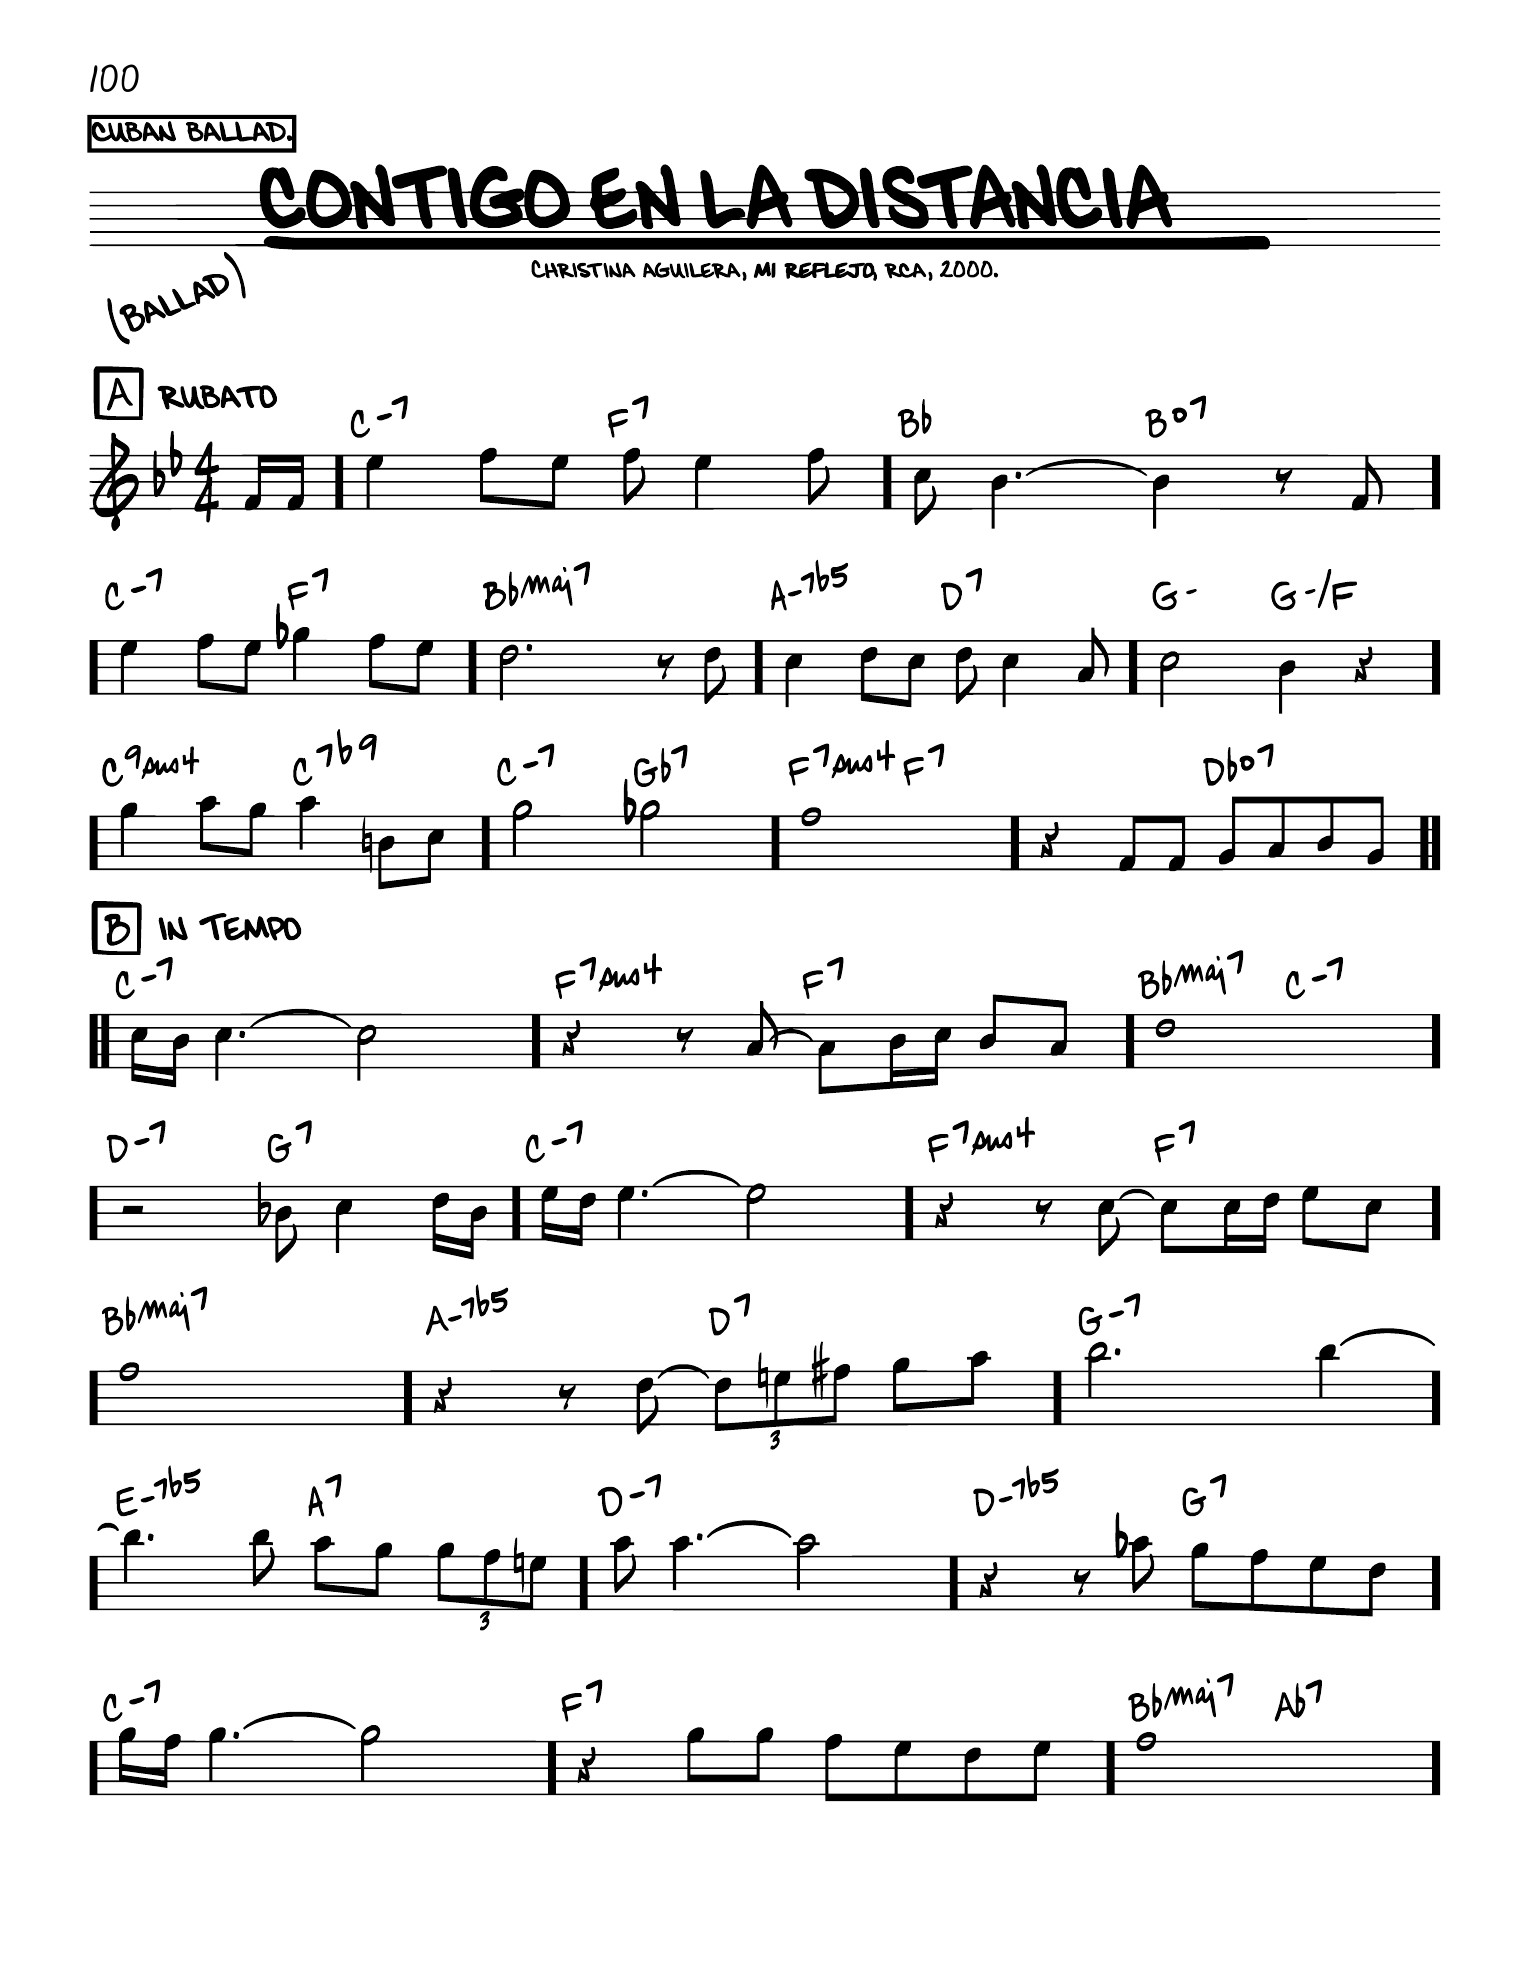 100
CUBAN BALLAD.
CONTIGO EN LA DISTANCIA
CHRISTINA AGUILERA, MI REFLEJO, RCA, 2000.
(BALLAD)
A RUBATO
C-7 F7 Bb Bo7
4
4
C-7 F7 Bbmaj7 A-7b5 D7 G- G-/F
C9sus4 C7b9 C-7 Gb7 F7sus4 F7 Dbo7
B IN TEMPO
C-7 F7sus4 F7 Bbmaj7 C-7
D-7 G7 C-7 F7sus4 F7
Bbmaj7 A-7b5 D7 G-7
3
E-7b5 A7 D-7 D-7b5 G7
3
C-7 F7 Bbmaj7 Ab7